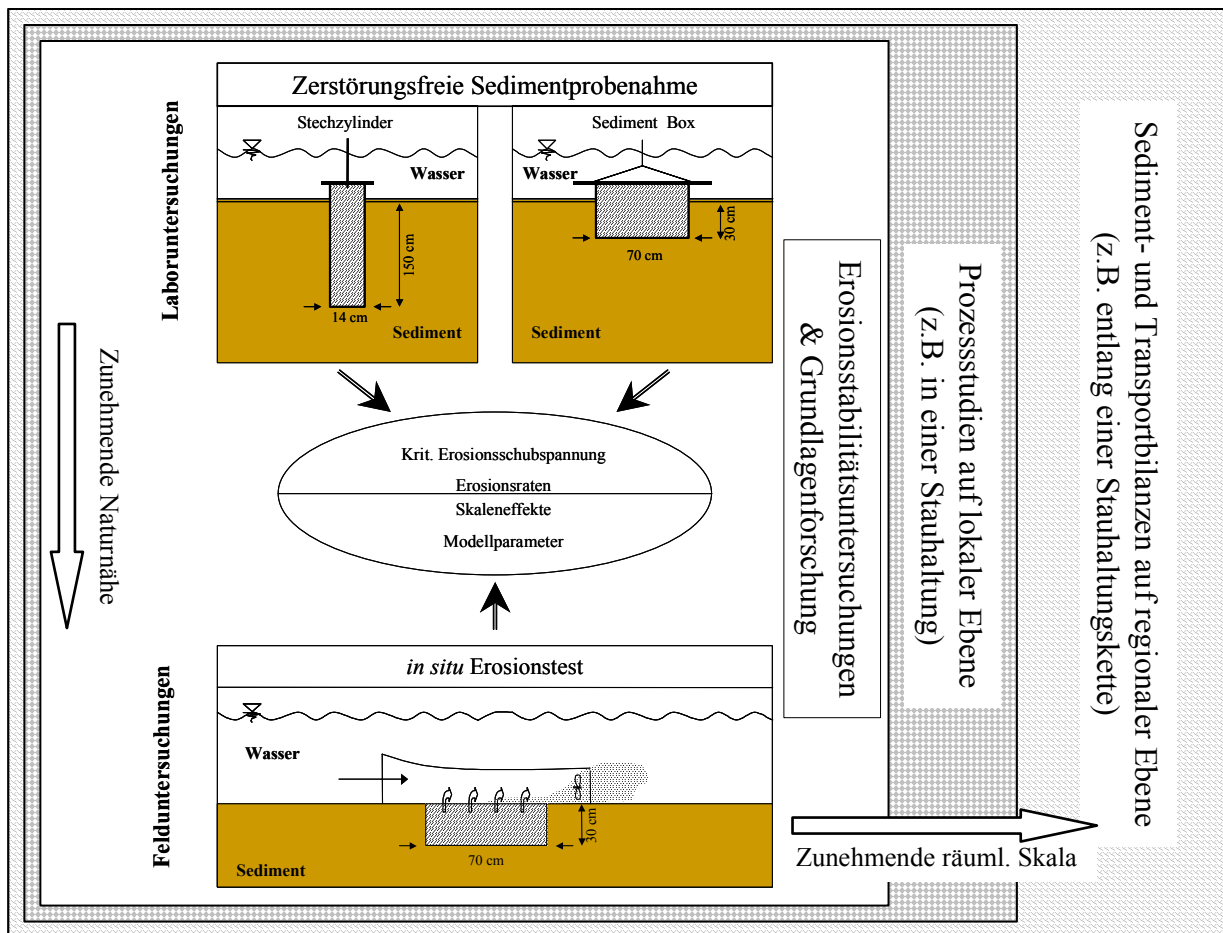 Zerstörungsfreie Sedimentprobenahme
Laboruntersuchungen
Stechzylinder
Wasser
150 cm
14 cm
Sediment
Sediment Box
Wasser
30 cm
70 cm
Sediment
Zunehmende Naturnähe
Krit. Erosionsschubspannung
Erosionsraten
Skaleneffekte
Modellparameter
Felduntersuchungen
in situ Erosionstest
Wasser
30 cm
70 cm
Sediment
Erosionsstabilitätsuntersuchungen
& Grundlagenforschung
Prozessstudien auf lokaler Ebene
(z.B. in einer Stauhaltung)
Sediment- und Transportbilanzen auf regionaler Ebene
(z.B. entlang einer Stauhaltungskette)
Zunehmende räuml. Skala